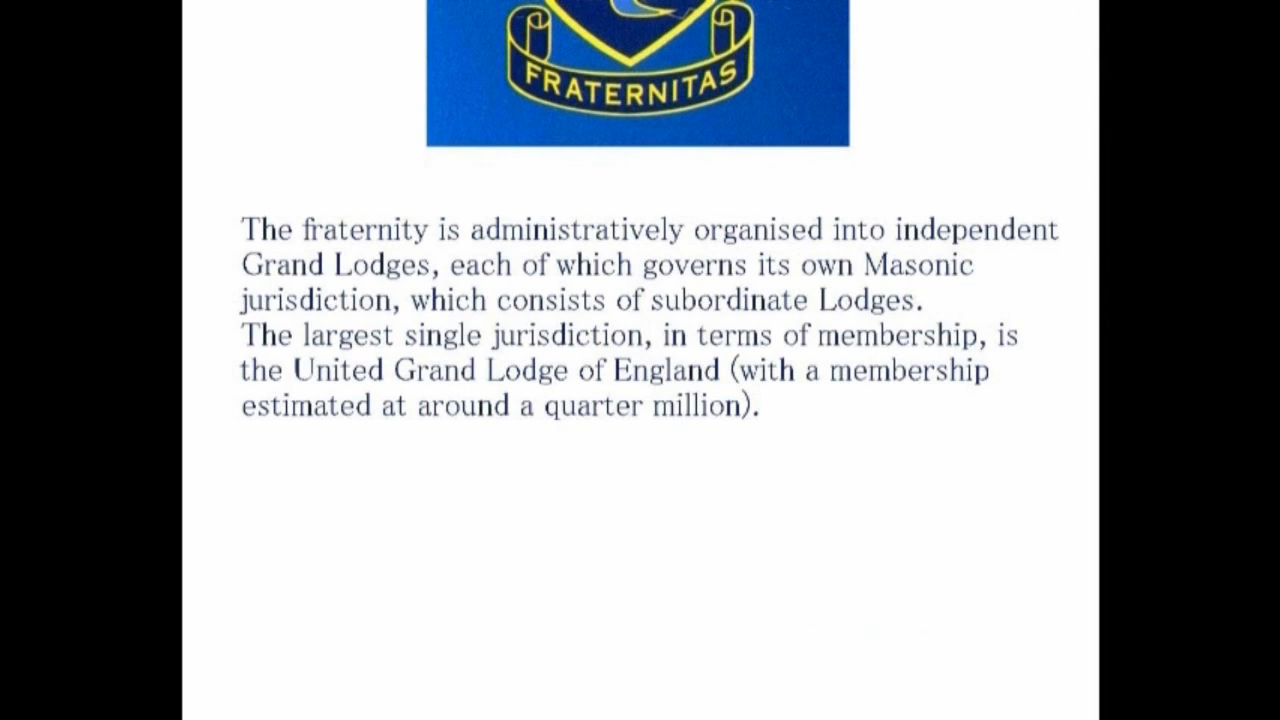 FRATERNITAS
The fraternity is administratively organised into independent
Grand Lodges, each of which governs its own Masonic
jurisdiction, which consists of subordinate Lodges.
The largest single jurisdiction, in terms of membership, is
the United Grand Lodge of England (with a membership
estimated at around a quarter million).